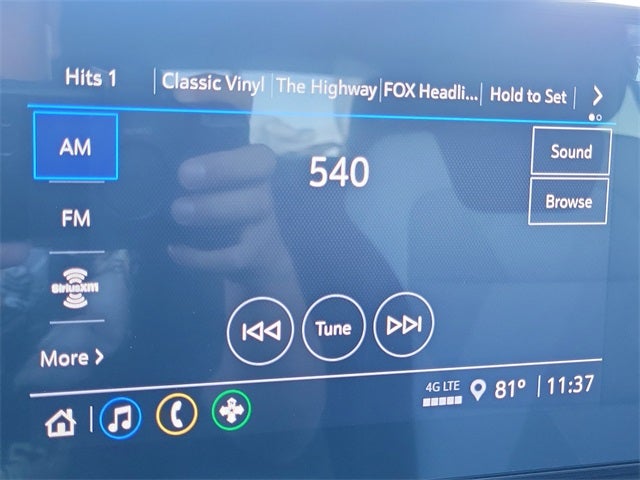 Hits 1 Classic Vinyl The Highway FOX Headli... Hold to Set
AM
540
Sound
FM
Browse
SiriusXM
Tune
More
4G LTE
81° 11:37